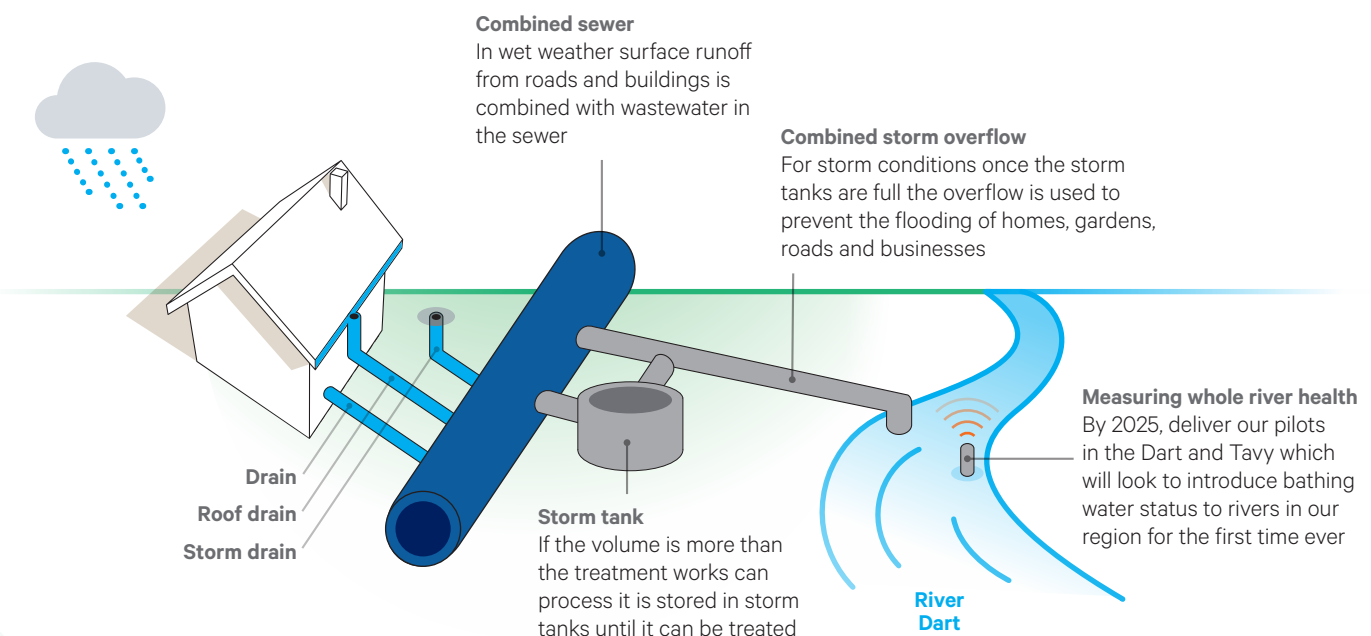 Combined sewer
In wet weather surface runoff
from roads and buildings is
combined with wastewater in
the sewer
Combined storm overflow
For storm conditions once the storm
tanks are full the overflow is used to
prevent the flooding of homes, gardens,
roads and businesses
Measuring whole river health
By 2025, deliver our pilots
in the Dart and Tavy which
will look to introduce bathing
water status to rivers in our
region for the first time ever
Drain
Roof drain
Storm drain
Storm tank
If the volume is more than
the treatment works can
process it is stored in storm
tanks until it can be treated
River
Dart